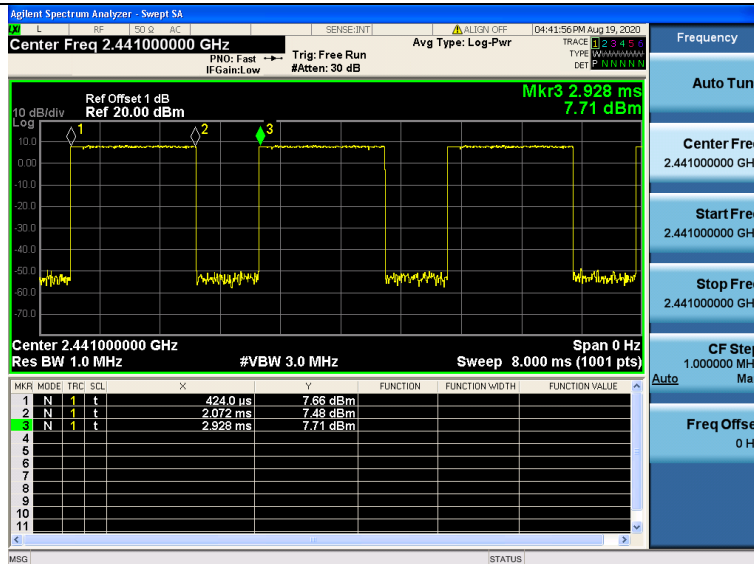 Agilent Spectrum Analyzer - Swept SA
L RF 50 Ω AC SENSE:INT ALIGN OFF 04:41:56 PM Aug 19, 2020
Center Freq 2.441000000 GHz Avg Type: Log-Pwr TRACE 1 2 3 4 5 6
PNO: Fast Trig: Free Run TYPE W
IFGain:Low #Atten: 30 dB DET P N N N N N
Frequency
Mkr3 2.928 ms
7.71 dBm
Ref Offset 1 dB
10 dB/div Ref 20.00 dBm
Log
1 2 3
10.0
0.00
-10.0
-20.0
-30.0
-40.0
-50.0
-60.0
-70.0
Center 2.441000000 GHz Span 0 Hz
Res BW 1.0 MHz #VBW 3.0 MHz Sweep 8.000 ms (1001 pts)
MKR MODE TRC SCL X Y FUNCTION FUNCTION WIDTH FUNCTION VALUE
1 N 1 t 424.0 µs 7.66 dBm
2 N 1 t 2.072 ms 7.48 dBm
3 N 1 t 2.928 ms 7.71 dBm
4
5
6
7
8
9
10
11
Auto Tun
Center Fre
2.441000000 GH
Start Fre
2.441000000 GH
Stop Fre
2.441000000 GH
CF Ste
1.000000 MH
Auto Ma
Freq Offse
0 H
MSG STATUS